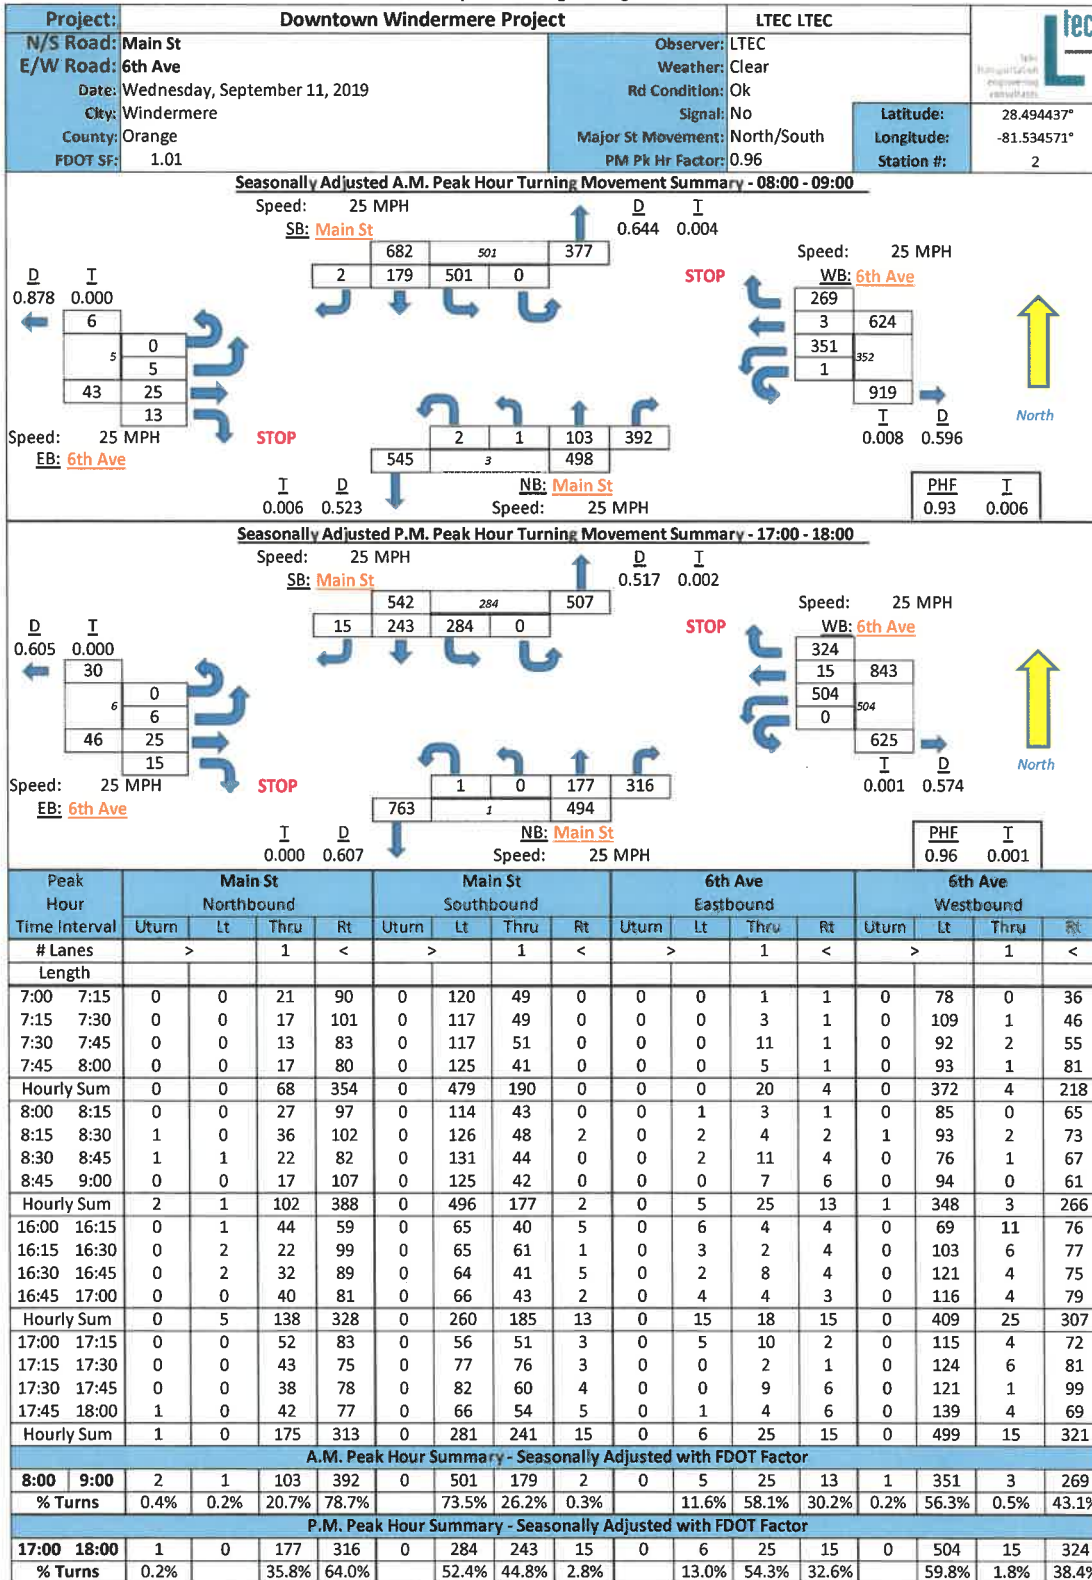 Project: Downtown Windermere Project LTEC LTEC
N/S Road: Main St Observer: LTEC
E/W Road: 6th Ave Weather: Clear
Date: Wednesday, September 11, 2019 Rd Condition: Ok
City: Windermere Signal: No Latitude: 28.494437°
County: Orange Major St Movement: North/South Longitude: -81.534571°
FDOT SF: 1.01 PM Pk Hr Factor: 0.96 Station #: 2
tec
transportation
engineering
consultants
Seasonally Adjusted A.M. Peak Hour Turning Movement Summary - 08:00 - 09:00
Speed: 25 MPH D T
SB: Main St 0.644 0.004
682 501 377 Speed: 25 MPH
D T 2 179 501 0 STOP WB: 6th Ave
0.878 0.000 269
6 3 624
0 351
5 5 352
1
43 25 919
13 North
Speed: 25 MPH STOP 2 1 103 392 T D
EB: 6th Ave 545 3 498 0.008 0.596
T D NB: Main St PHF T
0.006 0.523 Speed: 25 MPH 0.93 0.006
Seasonally Adjusted P.M. Peak Hour Turning Movement Summary - 17:00 - 18:00
Speed: 25 MPH D T
SB: Main St 0.517 0.002
542 284 507 Speed: 25 MPH
D T 15 243 284 0 STOP WB: 6th Ave
0.605 0.000 324
30 15 843
0 504
6 6 504
0
46 25 625
15 North
Speed: 25 MPH STOP 1 0 177 316 T D
EB: 6th Ave 763 1 494 0.001 0.574
T D NB: Main St PHF T
0.000 0.607 Speed: 25 MPH 0.96 0.001
Peak Main St Main St 6th Ave 6th Ave
Hour Northbound Southbound Eastbound Westbound
Time Interval Uturn Lt Thru Rt Uturn Lt Thru Rt Uturn Lt Thru Rt Uturn Lt Thru Rt
# Lanes > 1 < > 1 < > 1 < > 1 <
Length
7:00 7:15 0 0 21 90 0 120 49 0 0 0 1 1 0 78 0 36
7:15 7:30 0 0 17 101 0 117 49 0 0 0 3 1 0 109 1 46
7:30 7:45 0 0 13 83 0 117 51 0 0 0 11 1 0 92 2 55
7:45 8:00 0 0 17 80 0 125 41 0 0 0 5 1 0 93 1 81
Hourly Sum 0 0 68 354 0 479 190 0 0 0 20 4 0 372 4 218
8:00 8:15 0 0 27 97 0 114 43 0 0 1 3 1 0 85 0 65
8:15 8:30 1 0 36 102 0 126 48 2 0 2 4 2 1 93 2 73
8:30 8:45 1 1 22 82 0 131 44 0 0 2 11 4 0 76 1 67
8:45 9:00 0 0 17 107 0 125 42 0 0 0 7 6 0 94 0 61
Hourly Sum 2 1 102 388 0 496 177 2 0 5 25 13 1 348 3 266
16:00 16:15 0 1 44 59 0 65 40 5 0 6 4 4 0 69 11 76
16:15 16:30 0 2 22 99 0 65 61 1 0 3 2 4 0 103 6 77
16:30 16:45 0 2 32 89 0 64 41 5 0 2 8 4 0 121 4 75
16:45 17:00 0 0 40 81 0 66 43 2 0 4 4 3 0 116 4 79
Hourly Sum 0 5 138 328 0 260 185 13 0 15 18 15 0 409 25 307
17:00 17:15 0 0 52 83 0 56 51 3 0 5 10 2 0 115 4 72
17:15 17:30 0 0 43 75 0 77 76 3 0 0 2 1 0 124 6 81
17:30 17:45 0 0 38 78 0 82 60 4 0 0 9 6 0 121 1 99
17:45 18:00 1 0 42 77 0 66 54 5 0 1 4 6 0 139 4 69
Hourly Sum 1 0 175 313 0 281 241 15 0 6 25 15 0 499 15 321
A.M. Peak Hour Summary - Seasonally Adjusted with FDOT Factor
8:00 9:00 2 1 103 392 0 501 179 2 0 5 25 13 1 351 3 269
% Turns 0.4% 0.2% 20.7% 78.7% 73.5% 26.2% 0.3% 11.6% 58.1% 30.2% 0.2% 56.3% 0.5% 43.1%
P.M. Peak Hour Summary - Seasonally Adjusted with FDOT Factor
17:00 18:00 1 0 177 316 0 284 243 15 0 6 25 15 0 504 15 324
% Turns 0.2% 35.8% 64.0% 52.4% 44.8% 2.8% 13.0% 54.3% 32.6% 59.8% 1.8% 38.4%